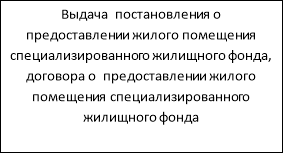 Выдача постановления о
предоставлении жилого помещения
специализированного жилищного фонда,
договора о предоставлении жилого
помещения специализированного
жилищного фонда